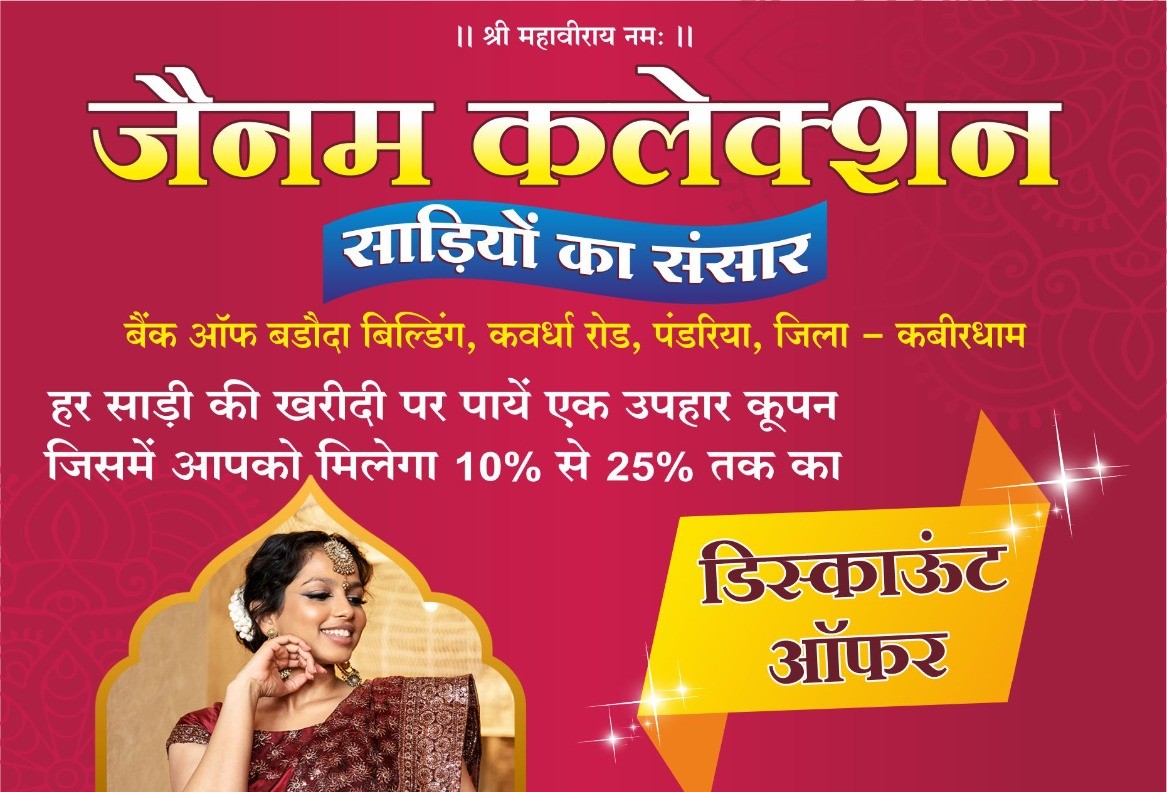 || श्री महावीराय नमः ||
जैनम कलेक्शन
साड़ियों का संसार
बैंक ऑफ बडौदा बिल्डिंग, कवर्धा रोड, पंडरिया, जिला – कबीरधाम
हर साड़ी की खरीदी पर पायें एक उपहार कूपन
जिसमें आपको मिलेगा 10% से 25% तक का
डिस्काऊंट
ऑफर